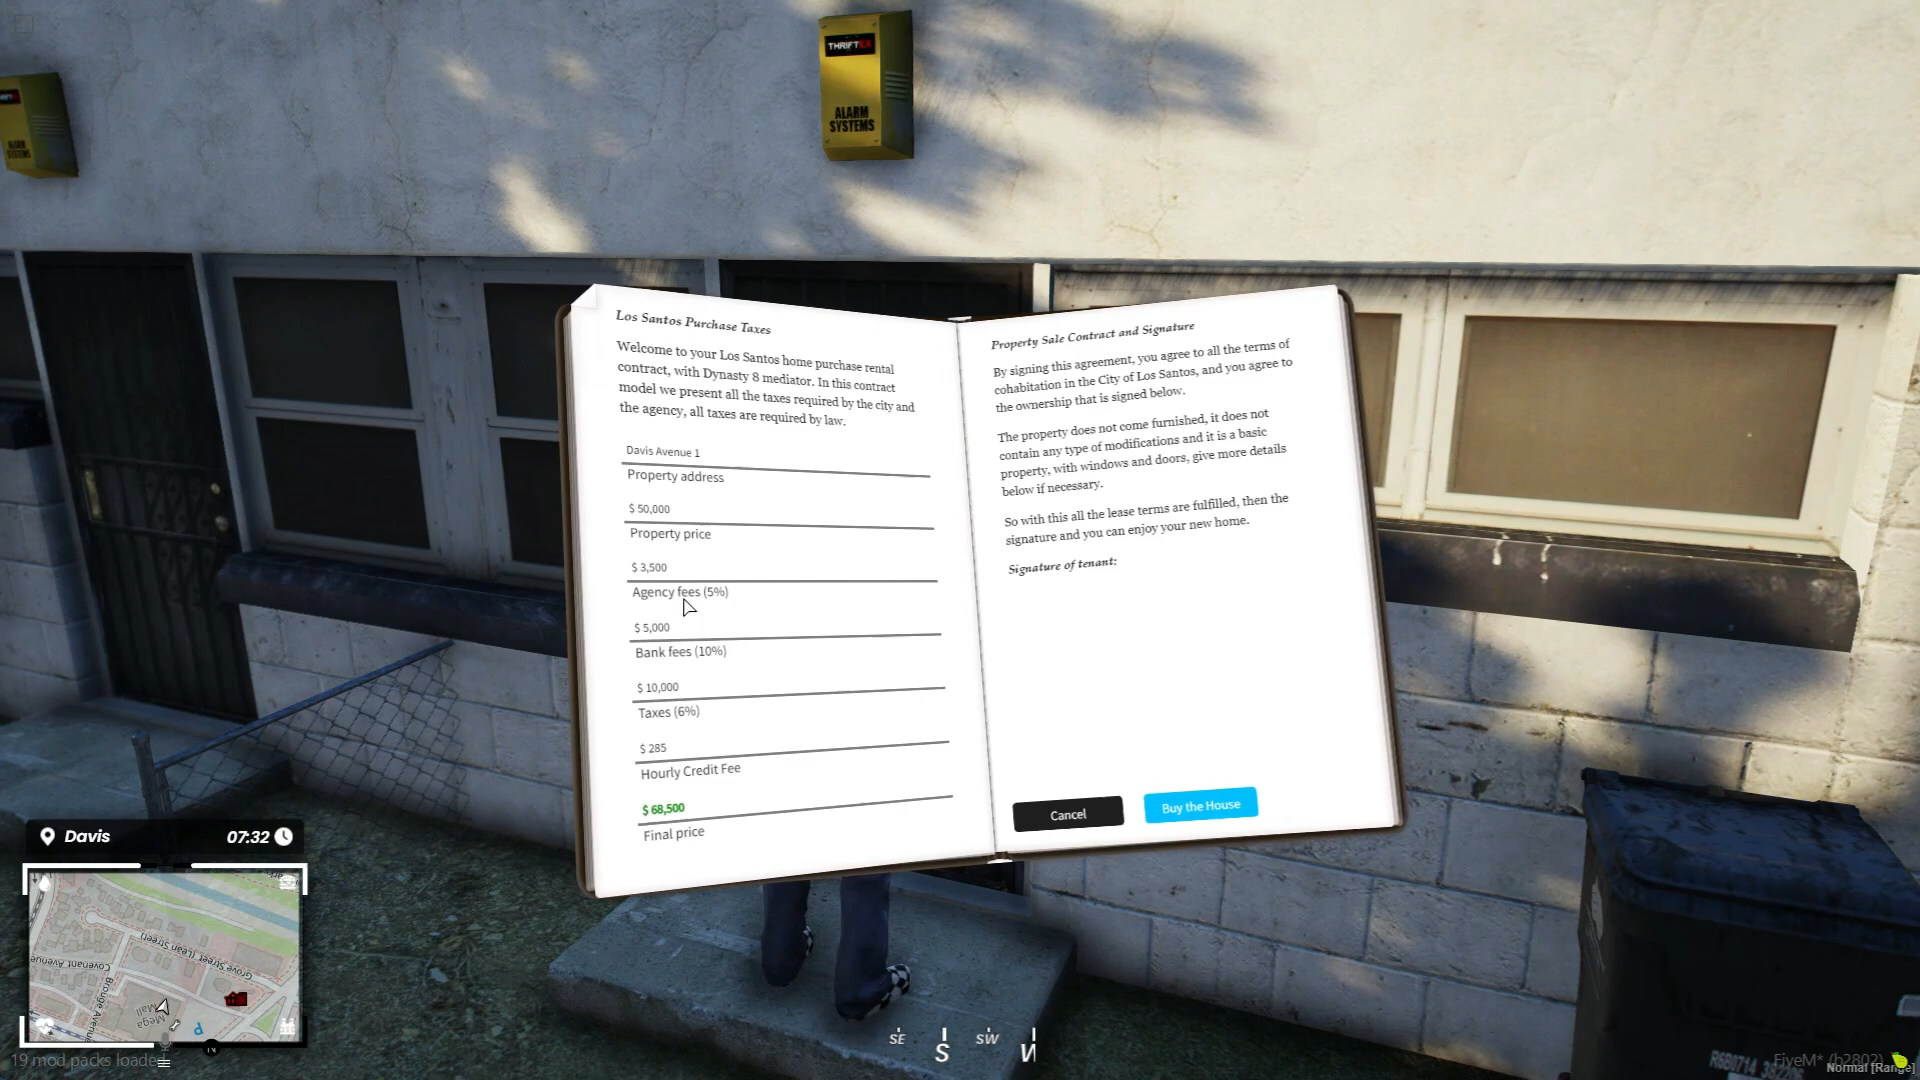 THRIFTEX
ALARM
SYSTEMS
ALARM
SYSTEMS
Los Santos Purchase Taxes
Welcome to your Los Santos home purchase rental
contract, with Dynasty 8 mediator. In this contract
model we present all the taxes required by the city and
the agency, all taxes are required by law.
Davis Avenue 1
Property address
$ 50,000
Property price
$ 3,500
Agency fees (5%)
$ 5,000
Bank fees (10%)
$ 10,000
Taxes (6%)
$ 285
Hourly Credit Fee
$ 68,500
Final price
Property Sale Contract and Signature
By signing this agreement, you agree to all the terms of
cohabitation in the City of Los Santos, and you agree to
the ownership that is signed below.
The property does not come furnished, it does not
contain any type of modifications and it is a basic
property, with windows and doors, give more details
below if necessary.
So with this all the lease terms are fulfilled, then the
signature and you can enjoy your new home.
Signature of tenant:
Cancel
Buy the House
Davis
07:32
Grove Street (Lean Street)
Covenant Avenue
Brouge Avenue
Mega
Mall
19 mod packs loaded
SE
S
SW
W
FiveM* (b2802)
Normal [Range]